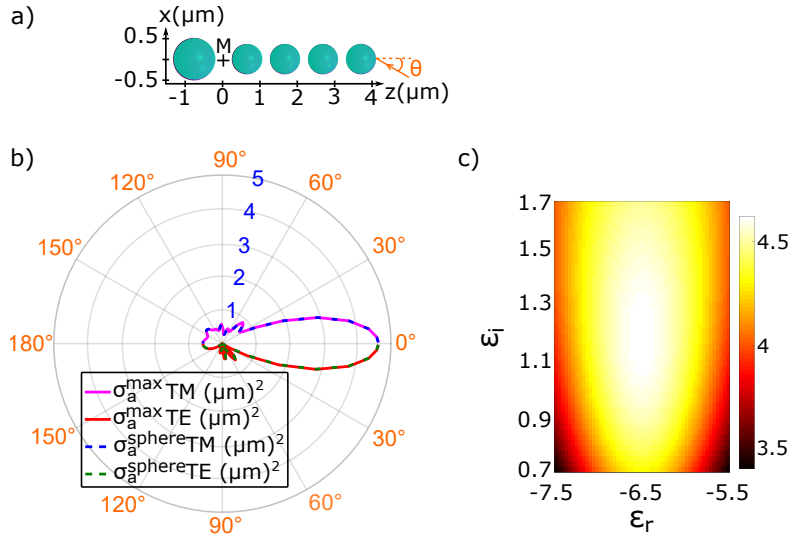 a)
x(μm)
0.5
-0.5
M
θ
-1 0 1 2 3 4
z(μm)
b)
90°
120° 60°
150° 30°
180° 0°
150° 30°
120° 60°
90°
5
4
3
2
1
σₐᵐᵃˣ TM (μm)²
σₐᵐᵃˣ TE (μm)²
σₐˢᵖʰᵉʳᵉ TM (μm)²
σₐˢᵖʰᵉʳᵉ TE (μm)²
c)
1.7
1.5
1.3
1.1
0.9
0.7
εᵢ
-7.5 -6.5 -5.5
εᵣ
4.5
4
3.5